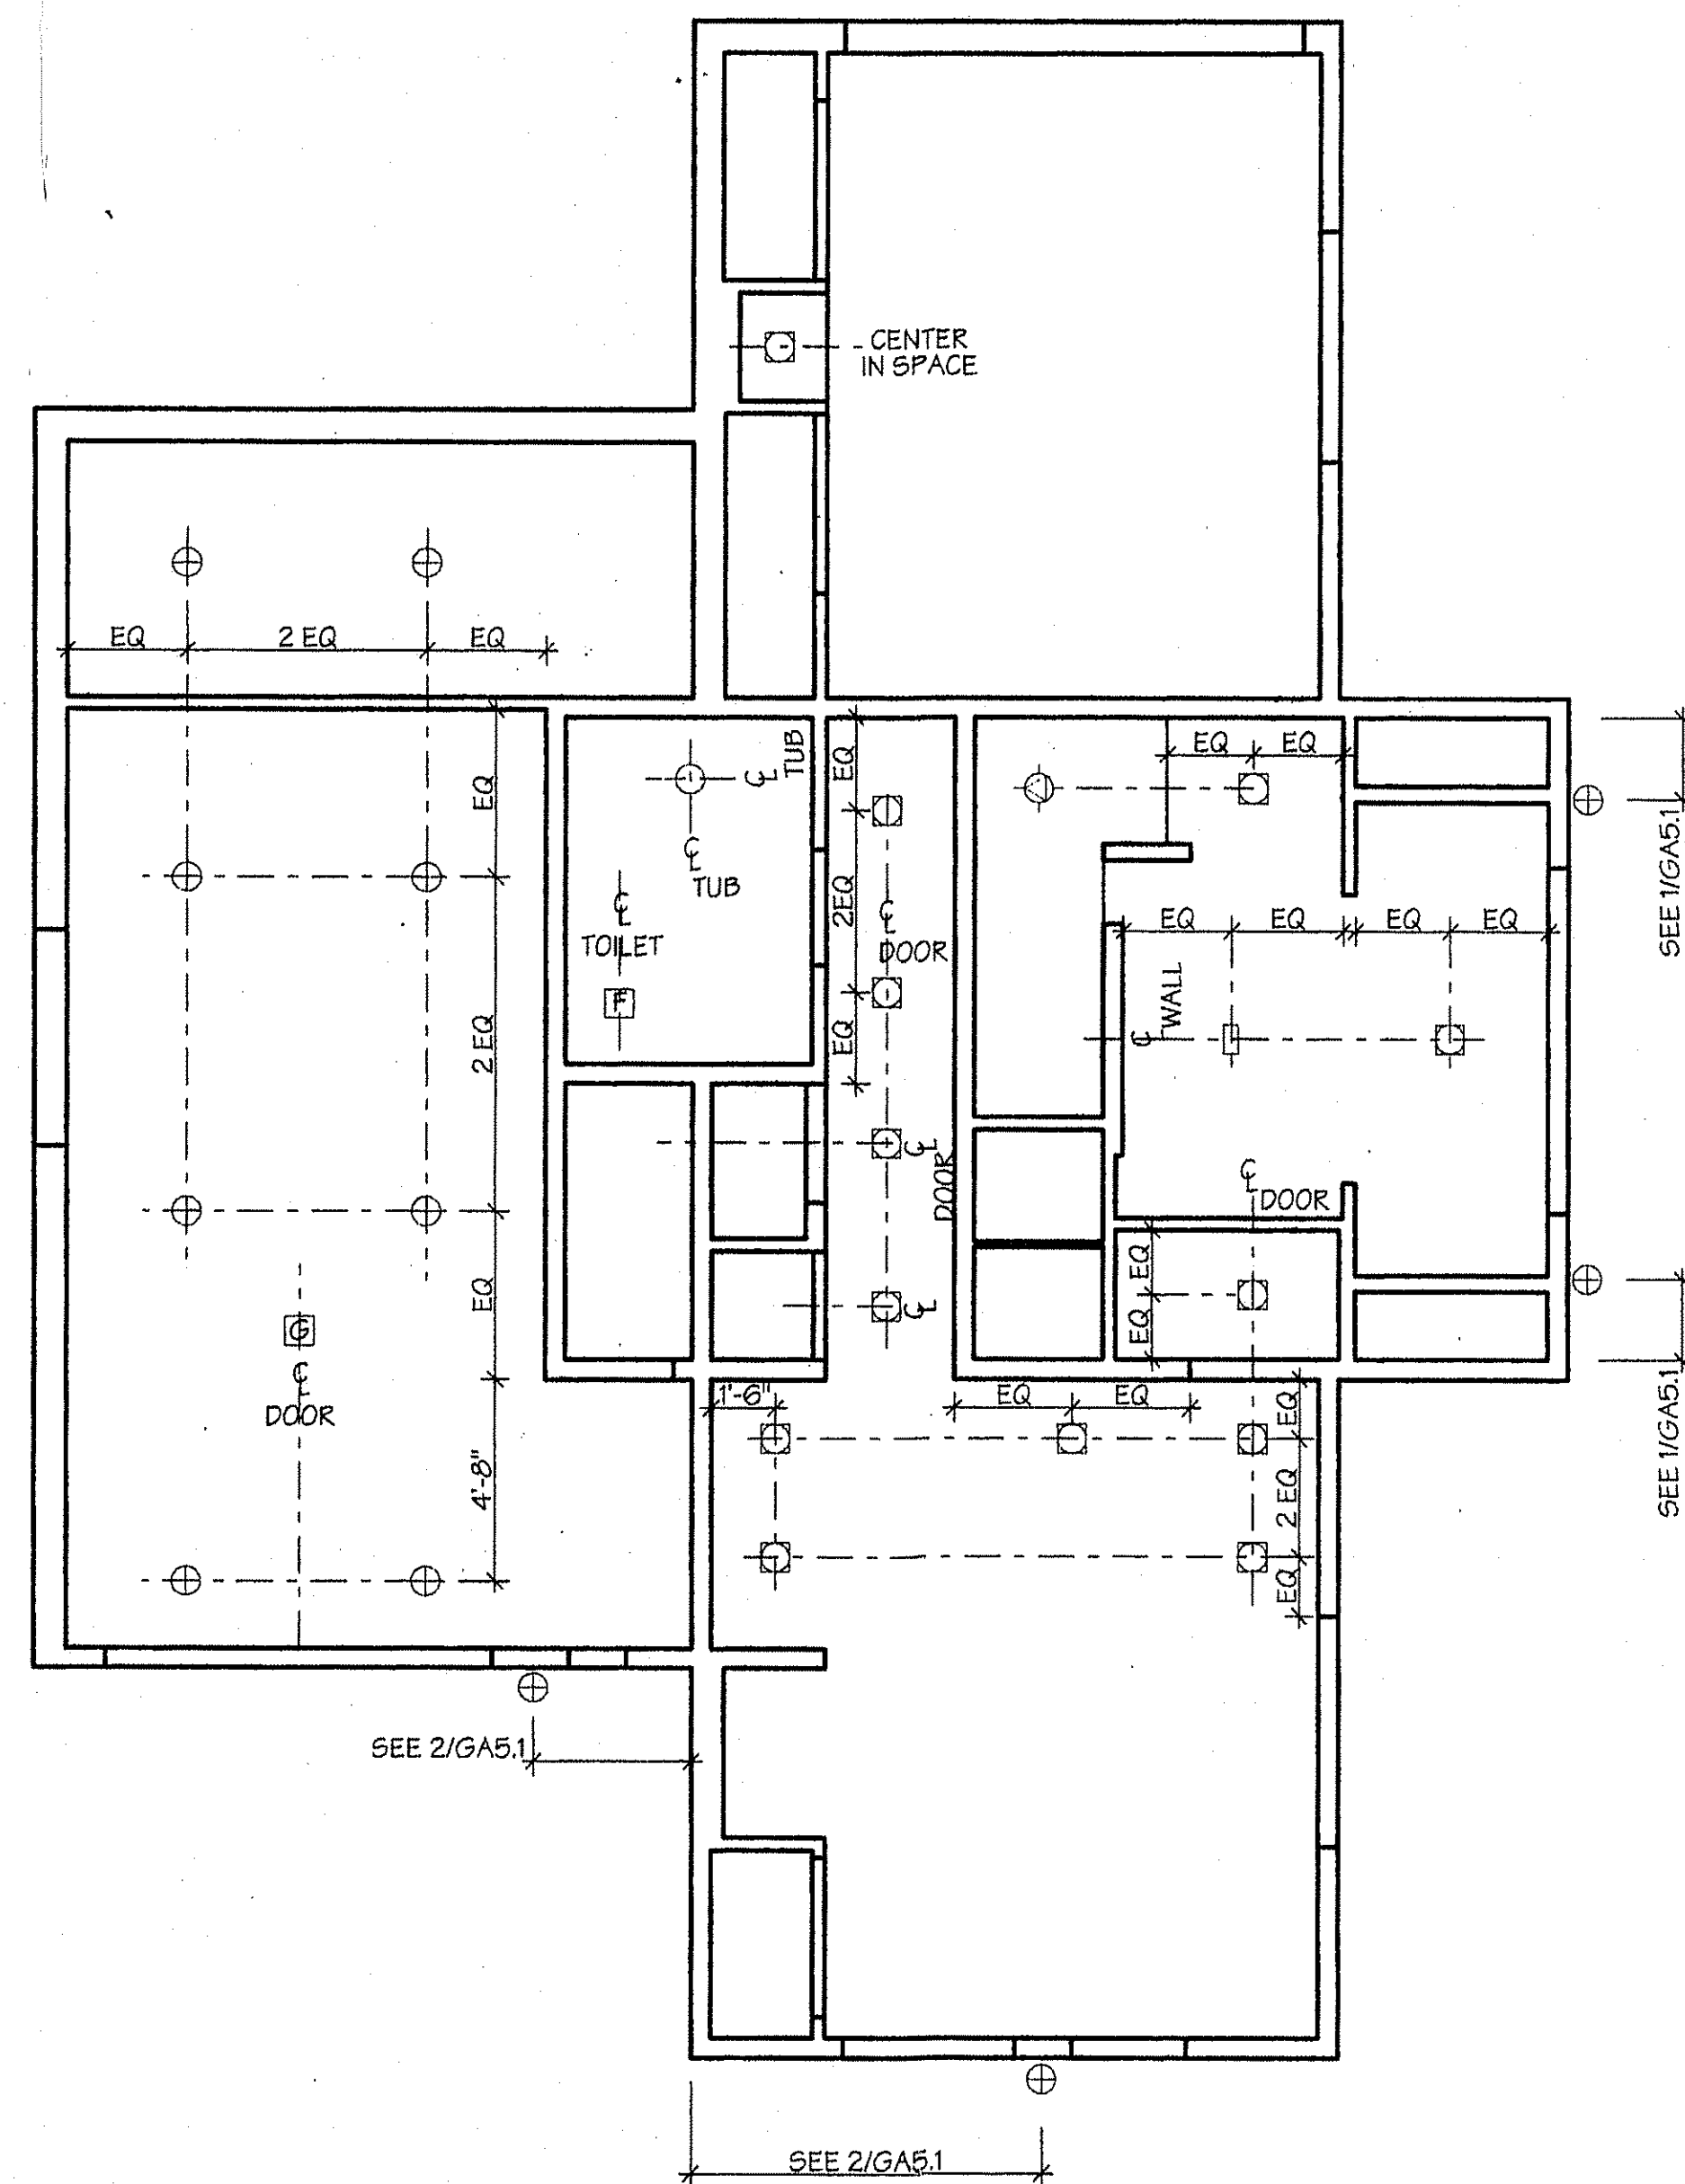 CENTER
IN SPACE
EQ
2 EQ
EQ
EQ
2 EQ
EQ
4'-8"
G
℄
DOOR
℄
TUB
℄
TUB
℄
TOILET
F
EQ
2EQ
EQ
℄
DOOR
℄
DOOR
℄
EQ
EQ
EQ
EQ
EQ
EQ
℄
WALL
℄
DOOR
EQ
EQ
SEE 1/GA5.1
SEE 1/GA5.1
1'-6"
EQ
EQ
EQ
2 EQ
EQ
SEE 2/GA5.1
SEE 2/GA5.1